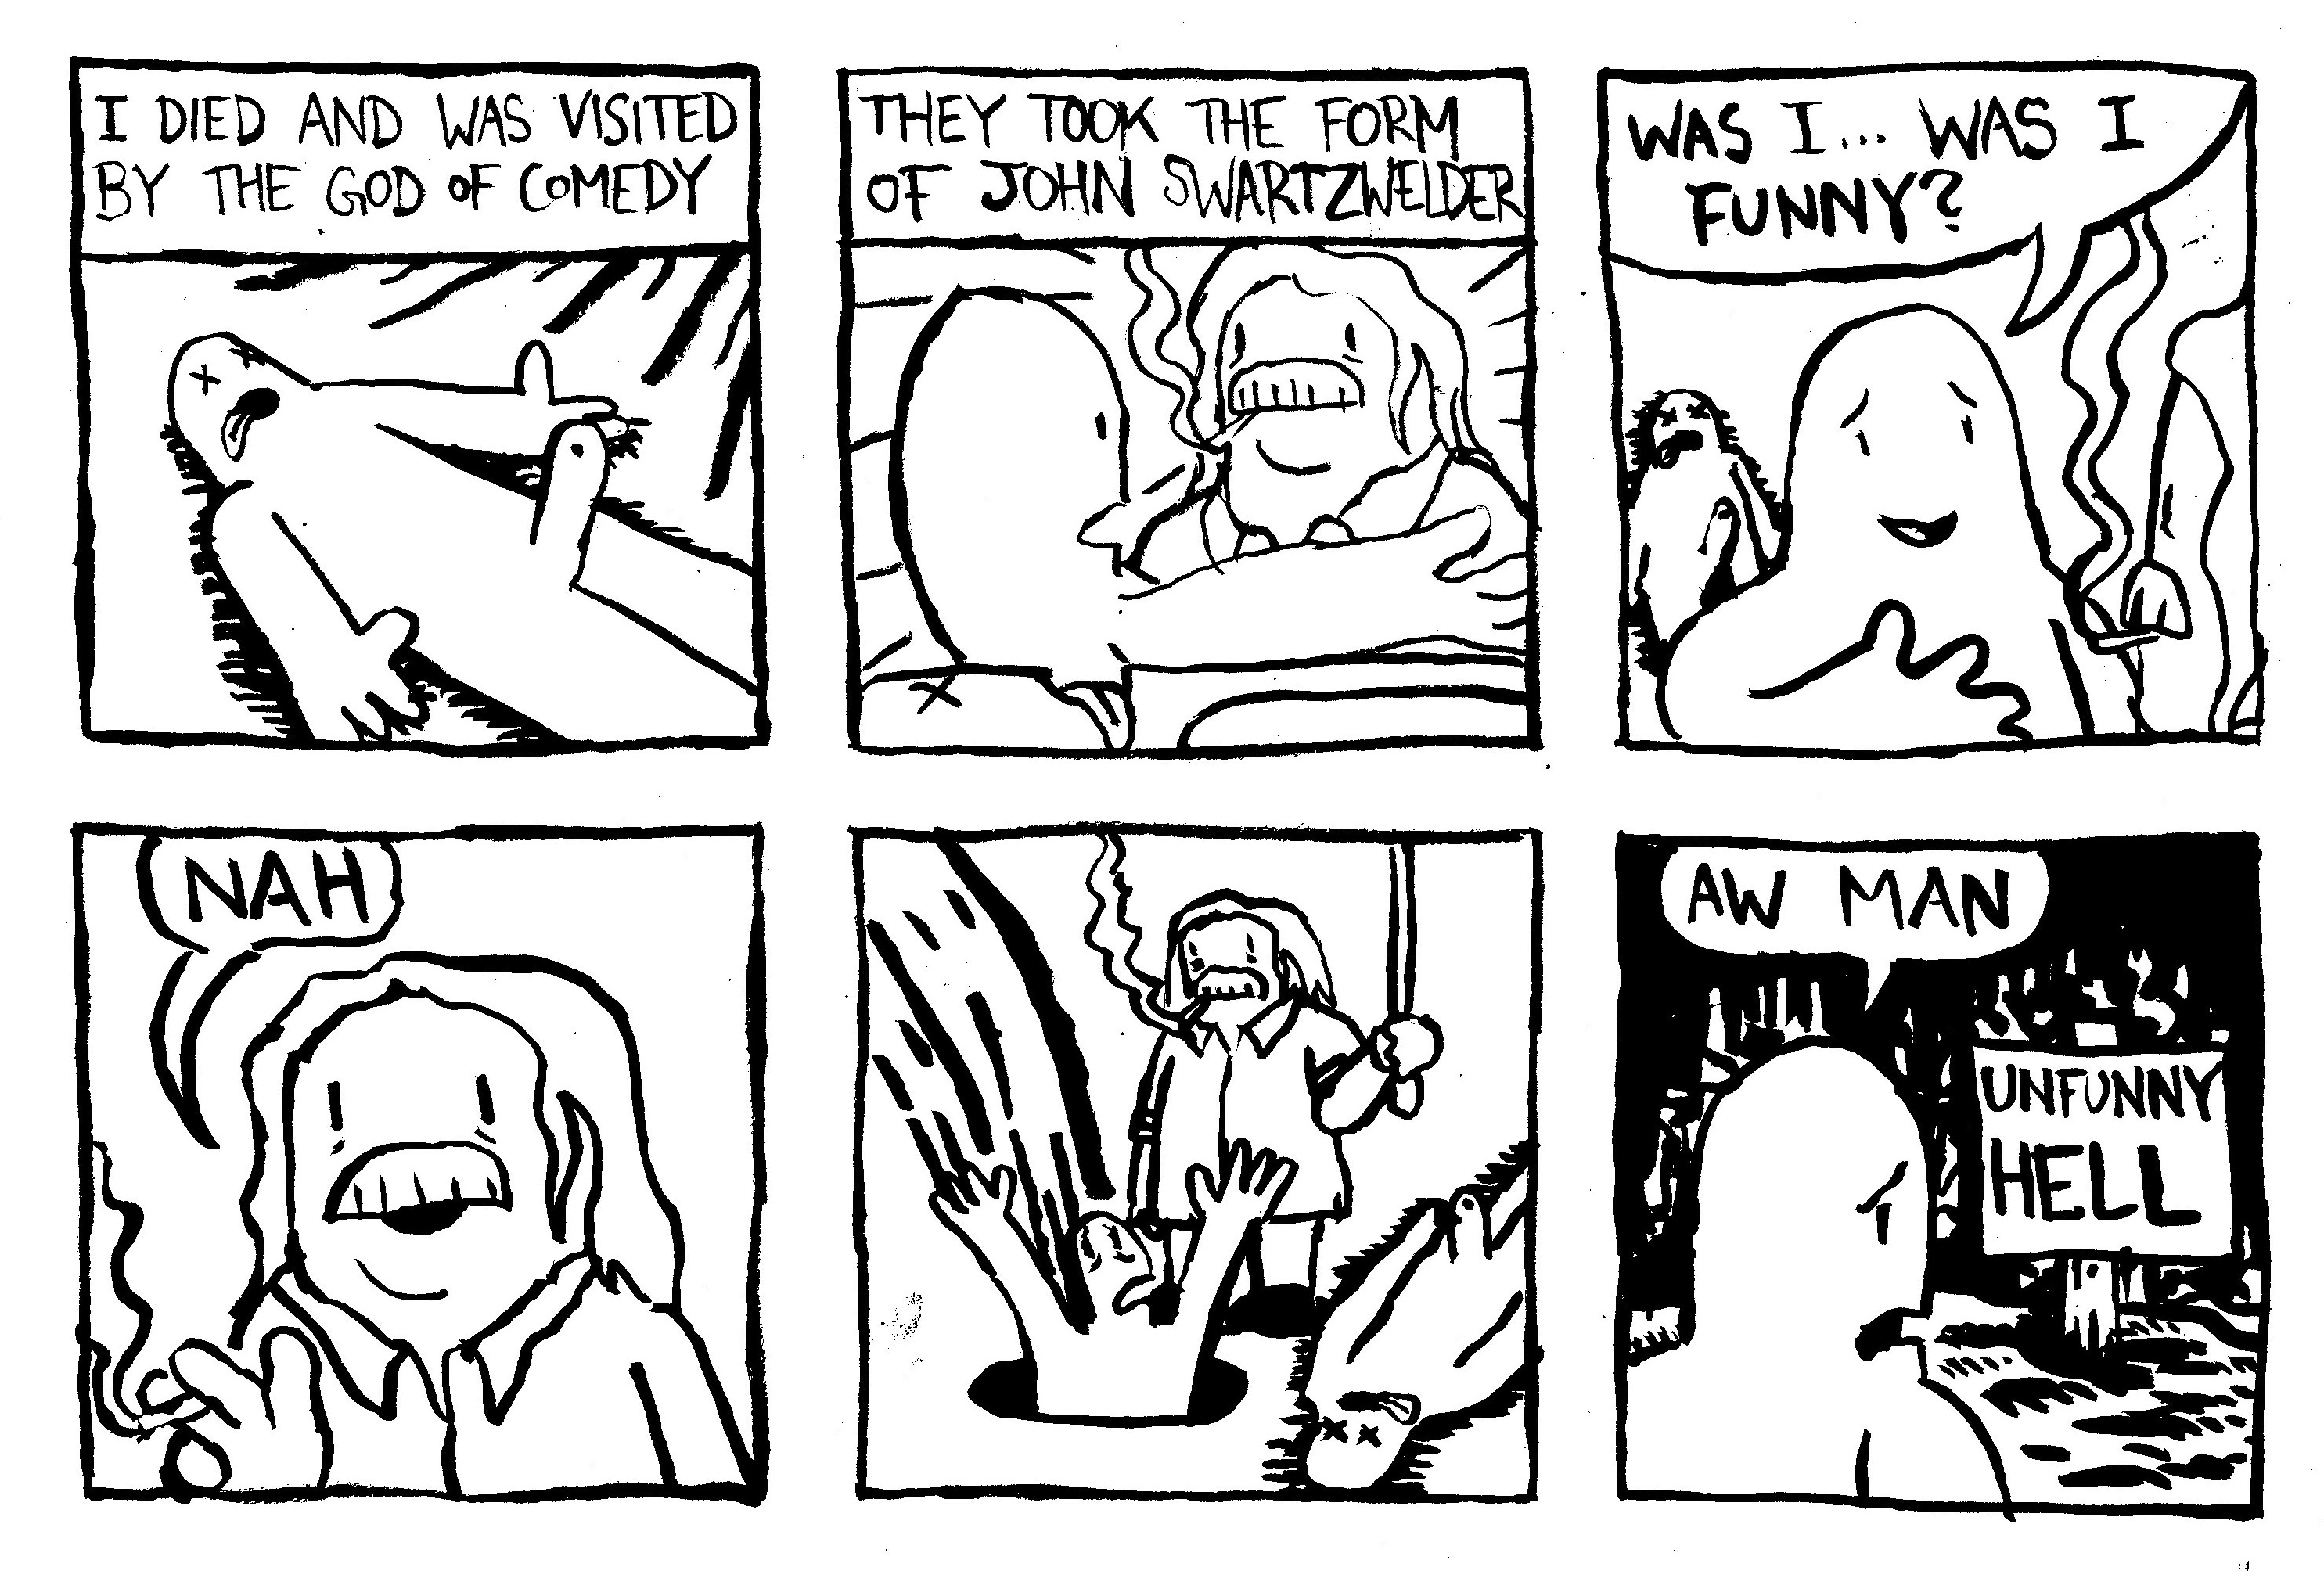 I DIED AND WAS VISITED
BY THE GOD OF COMEDY
THEY TOOK THE FORM
OF JOHN SWARTZWELDER
WAS I... WAS I
FUNNY?
NAH
AW MAN
UNFUNNY
HELL